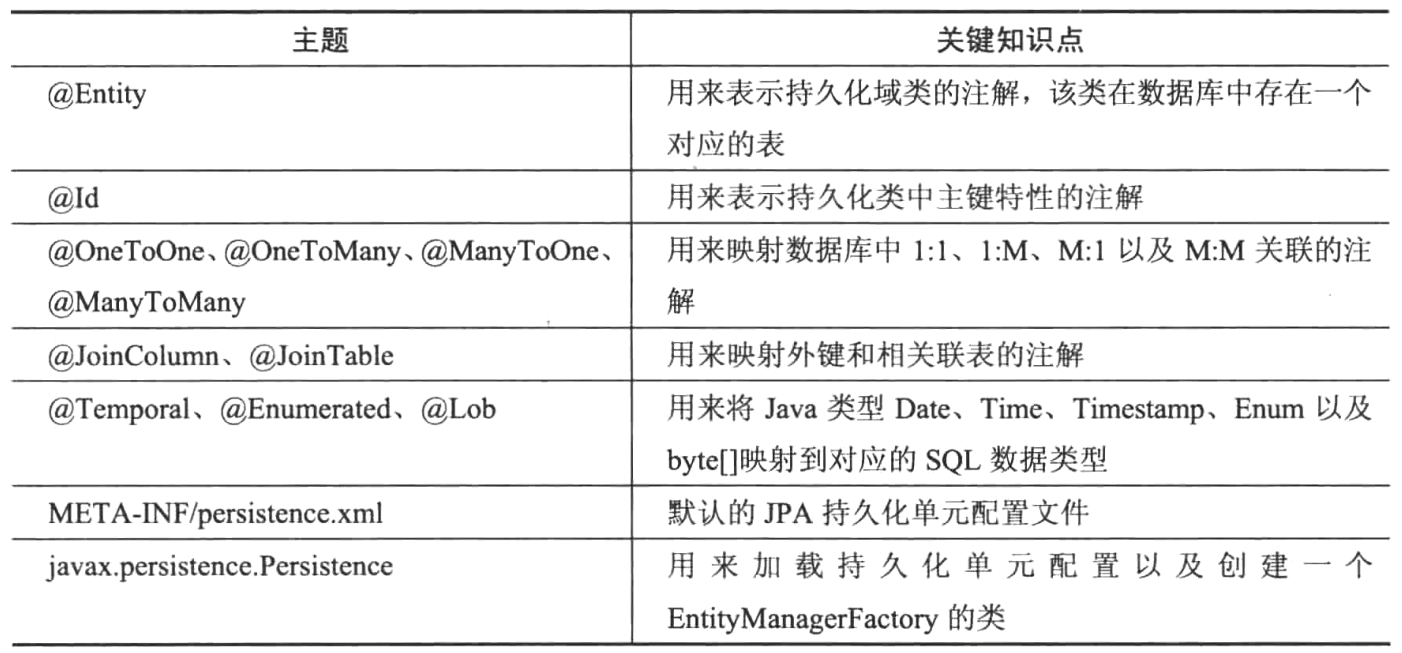 主题 关键知识点
@Entity 用来表示持久化域类的注解，该类在数据库中存在一个
对应的表
@Id 用来表示持久化类中主键特性的注解
@OneToOne、@OneToMany、@ManyToOne、 用来映射数据库中 1:1、1:M、M:1 以及 M:M 关联的注
@ManyToMany 解
@JoinColumn、@JoinTable 用来映射外键和相关联表的注解
@Temporal、@Enumerated、@Lob 用来将 Java 类型 Date、Time、Timestamp、Enum 以及
byte[]映射到对应的 SQL 数据类型
META-INF/persistence.xml 默认的 JPA 持久化单元配置文件
javax.persistence.Persistence 用来加载持久化单元配置以及创建一个
EntityManagerFactory 的类